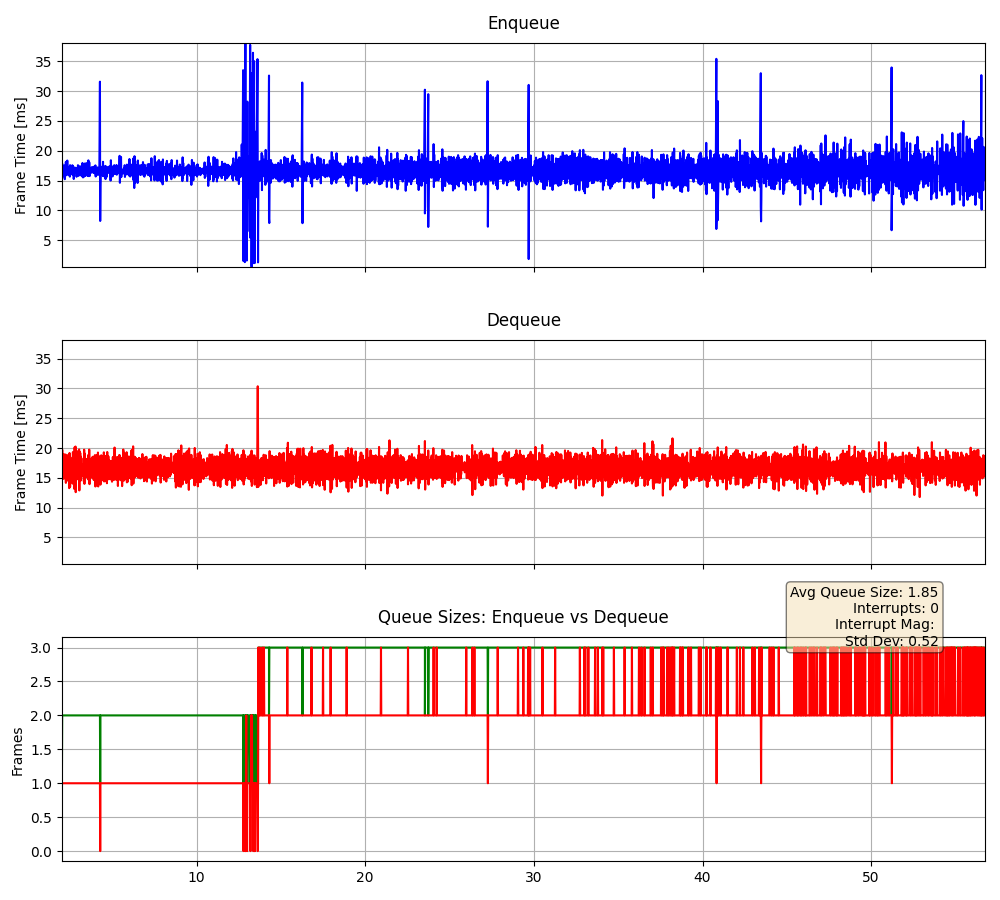 Enqueue
Frame Time [ms]
35
30
25
20
15
10
5
Dequeue
Frame Time [ms]
35
30
25
20
15
10
5
Avg Queue Size: 1.85
Interrupts: 0
Interrupt Mag:
Std Dev: 0.52
Queue Sizes: Enqueue vs Dequeue
Frames
3.0
2.5
2.0
1.5
1.0
0.5
0.0
10 20 30 40 50